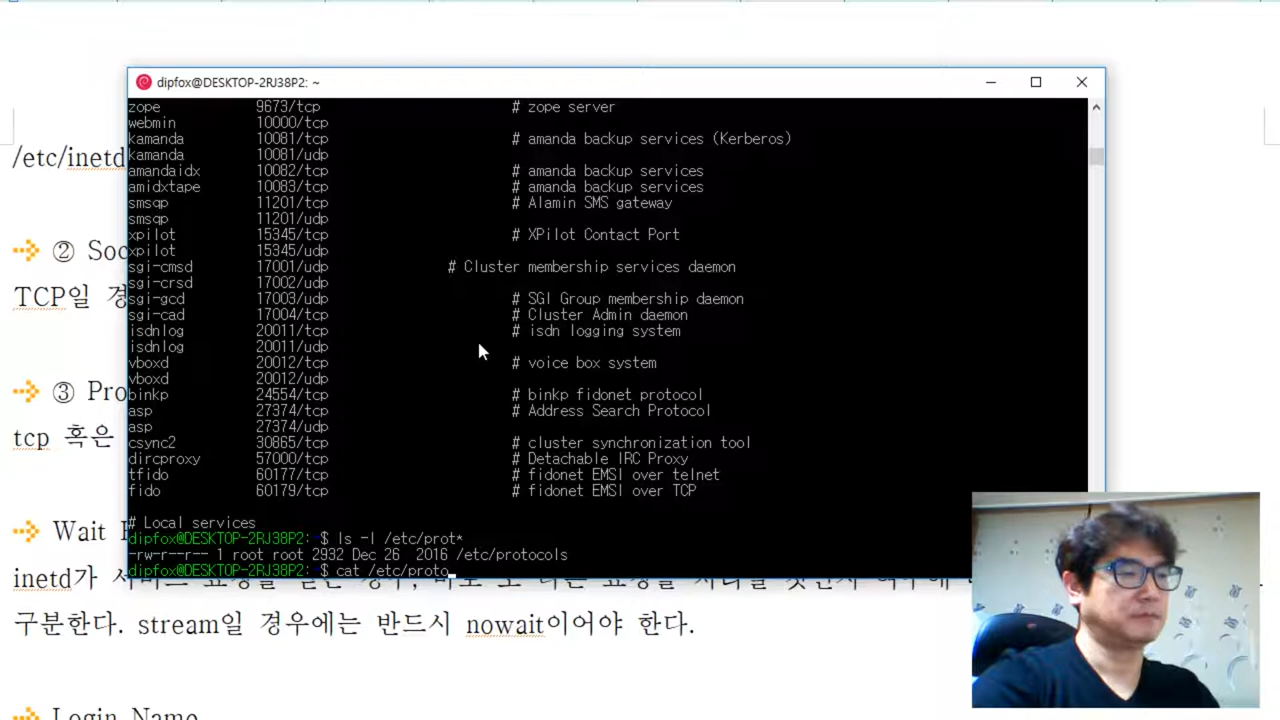 dipfox@DESKTOP-2RJ38P2: ~
zope 9673/tcp # zope server
webmin 10000/tcp
kamanda 10081/tcp # amanda backup services (Kerberos)
kamanda 10081/udp
amandaidx 10082/tcp # amanda backup services
amidxtape 10083/tcp # amanda backup services
smsqp 11201/tcp # Alamin SMS gateway
smsqp 11201/udp
xpilot 15345/tcp # XPilot Contact Port
xpilot 15345/udp
sgi-cmsd 17001/udp # Cluster membership services daemon
sgi-crsd 17002/udp
sgi-gcd 17003/udp # SGI Group membership daemon
sgi-cad 17004/tcp # Cluster Admin daemon
isdnlog 20011/tcp # isdn logging system
isdnlog 20011/udp
vboxd 20012/tcp # voice box system
vboxd 20012/udp
binkp 24554/tcp # binkp fidonet protocol
asp 27374/tcp # Address Search Protocol
asp 27374/udp
csync2 30865/tcp # cluster synchronization tool
dircproxy 57000/tcp # Detachable IRC Proxy
tfido 60177/tcp # fidonet EMSI over telnet
fido 60179/tcp # fidonet EMSI over TCP
# Local services
dipfox@DESKTOP-2RJ38P2:~$ ls -l /etc/prot*
-rw-r--r-- 1 root root 2932 Dec 26 2016 /etc/protocols
dipfox@DESKTOP-2RJ38P2:~$ cat /etc/proto
/etc/inetd
② Soc
TCP일 경
③ Pro
tcp 혹은
Wait
inetd가
구분한다. stream일 경우에는 반드시 nowait이어야 한다.
Login Name